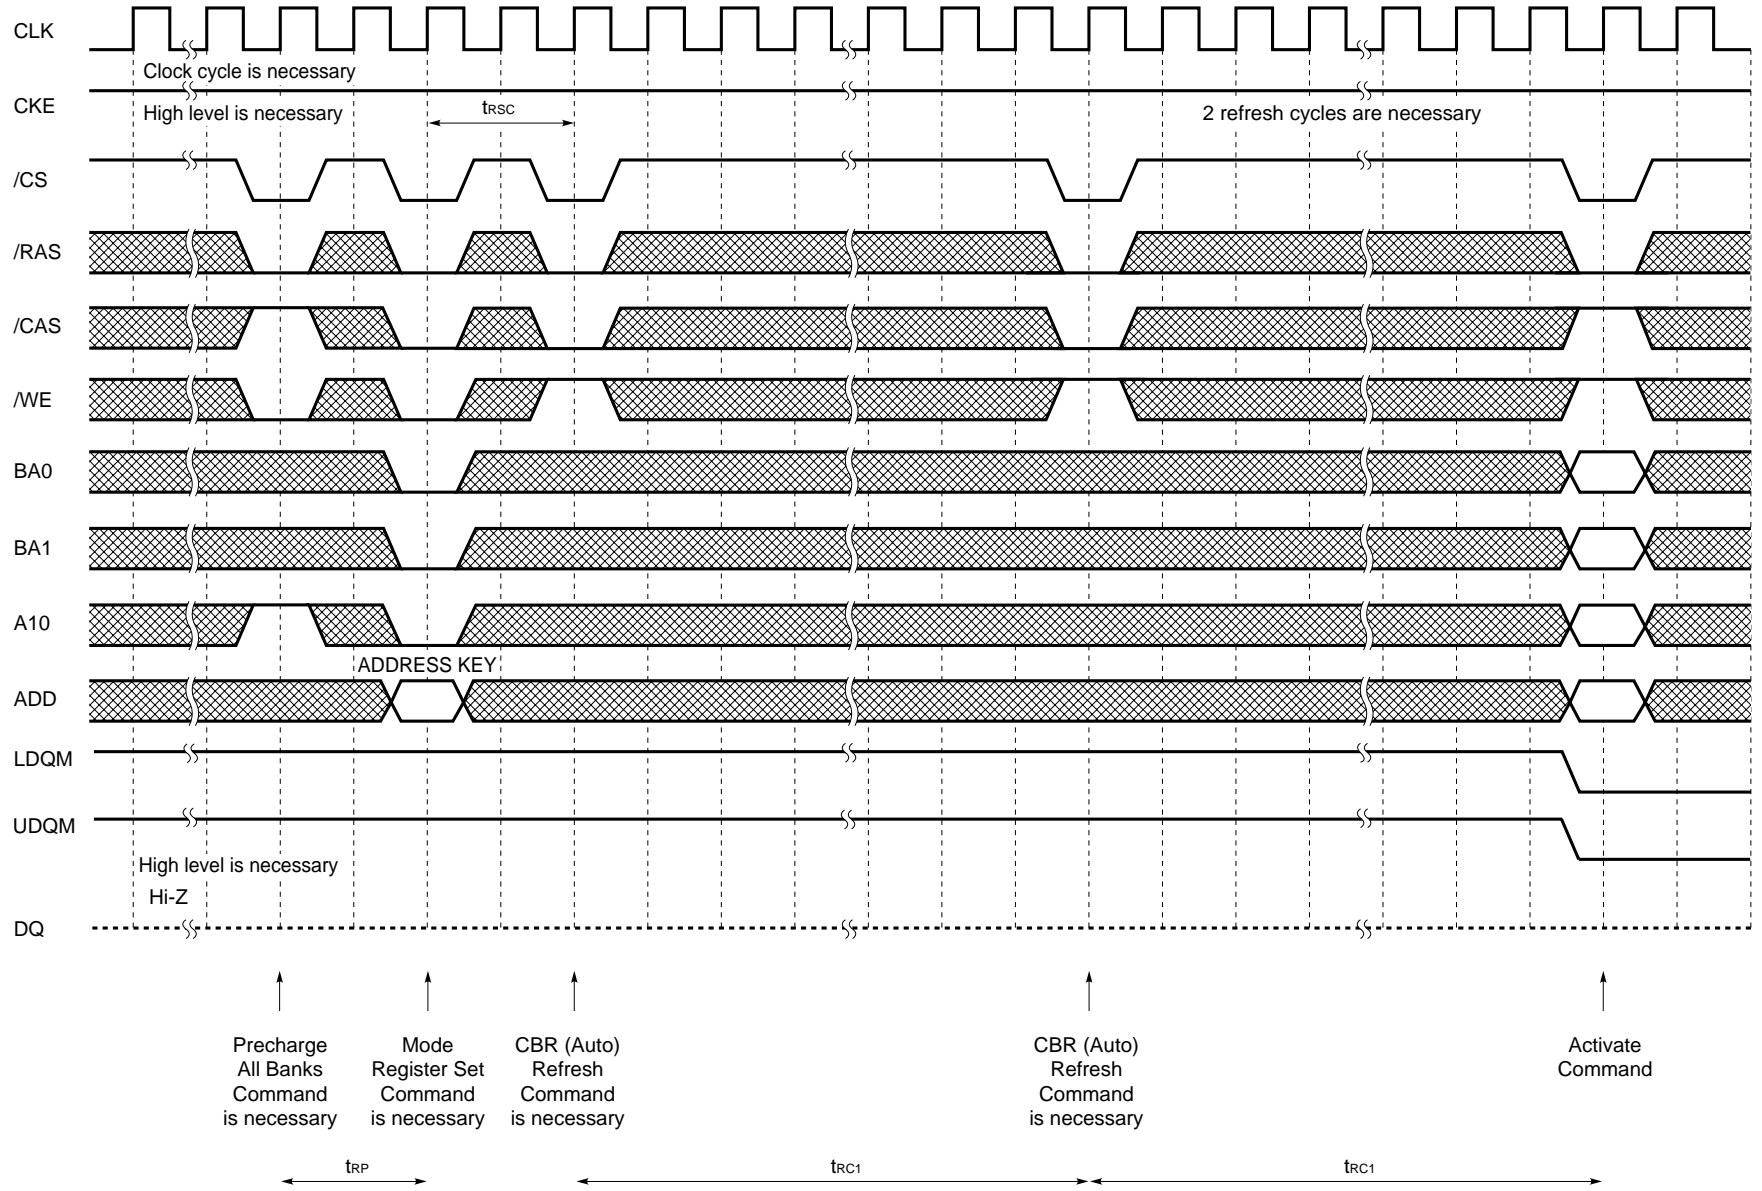 CLK
Clock cycle is necessary
CKE
High level is necessary
tRSC
2 refresh cycles are necessary
/CS
/RAS
/CAS
/WE
BA0
BA1
A10
ADDRESS KEY
ADD
LDQM
UDQM
High level is necessary
Hi-Z
DQ
Precharge
All Banks
Command
is necessary
Mode
Register Set
Command
is necessary
CBR (Auto)
Refresh
Command
is necessary
CBR (Auto)
Refresh
Command
is necessary
Activate
Command
tRP
tRC1
tRC1